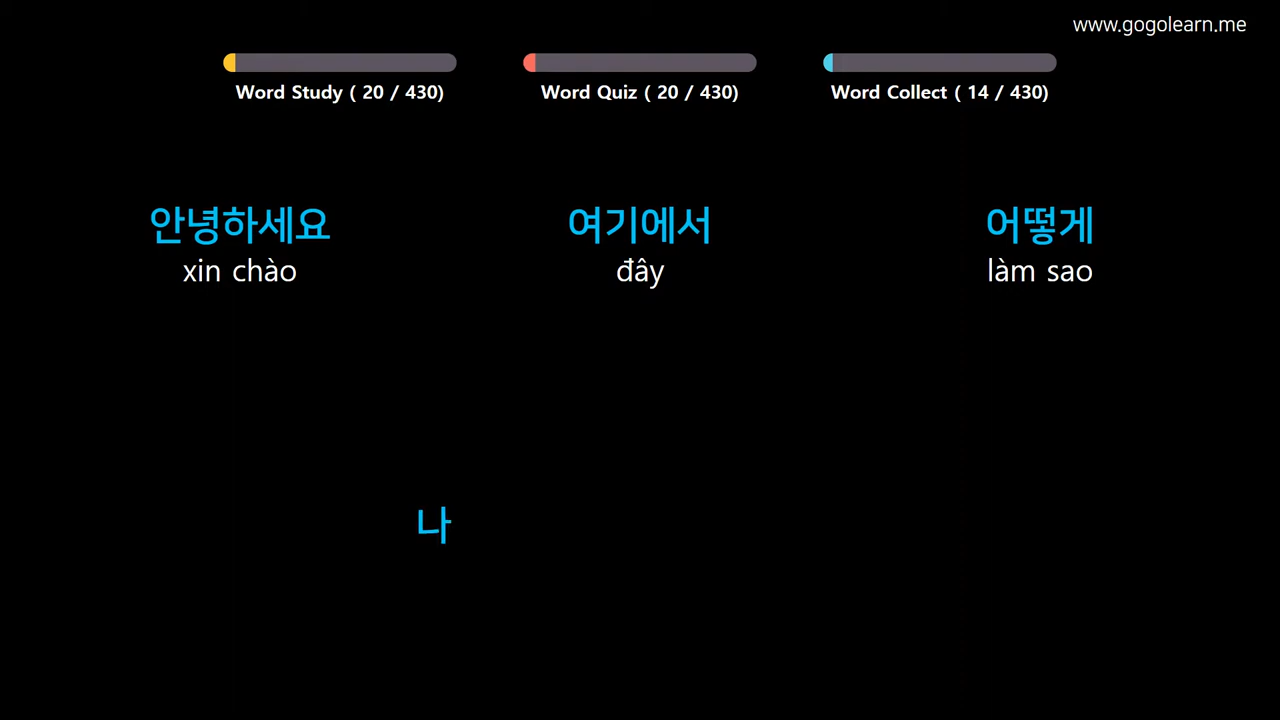 www.gogolearn.me
Word Study ( 20 / 430)
Word Quiz ( 20 / 430)
Word Collect ( 14 / 430)
안녕하세요
xin chào
여기에서
đây
어떻게
làm sao
나